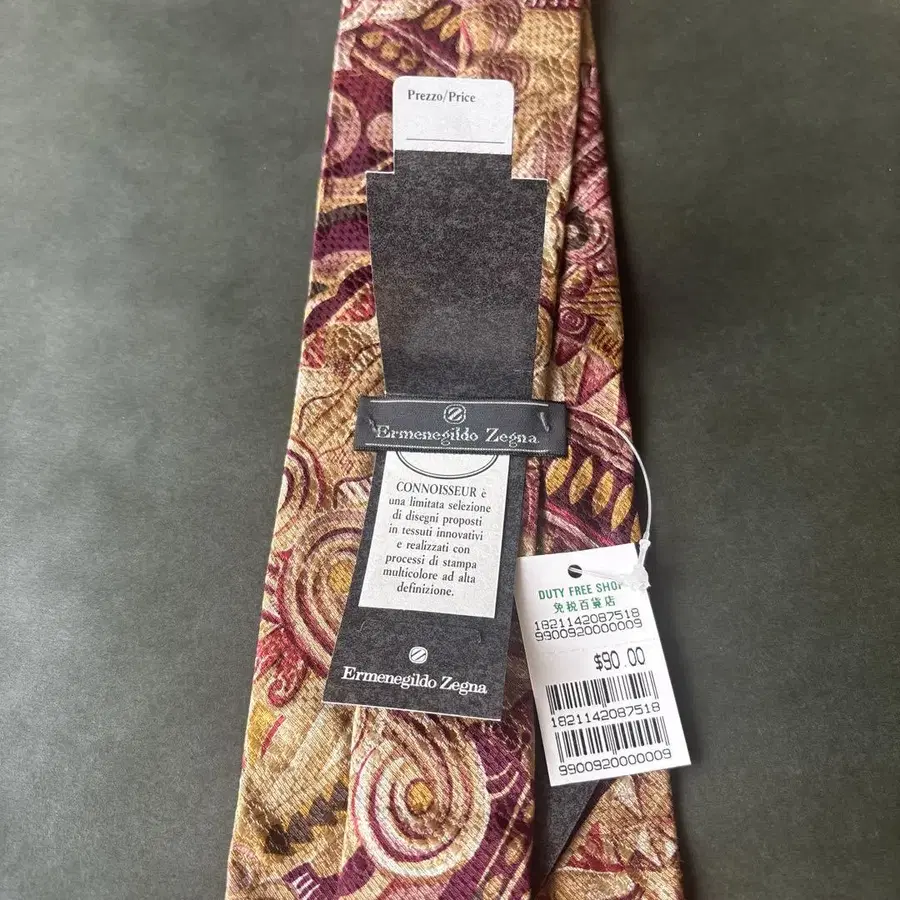 Prezzo/Price
Ermenegildo Zegna
CONNOISSEUR è
una limitata selezione
di disegni proposti
in tessuti innovativi
e realizzati con
processi di stampa
multicolore ad alta
definizione.
Ermenegildo Zegna
DUTY FREE SHOP
免税百貨店
1821142087518
9900920000009
$90.00
1821142087518
9900920000009